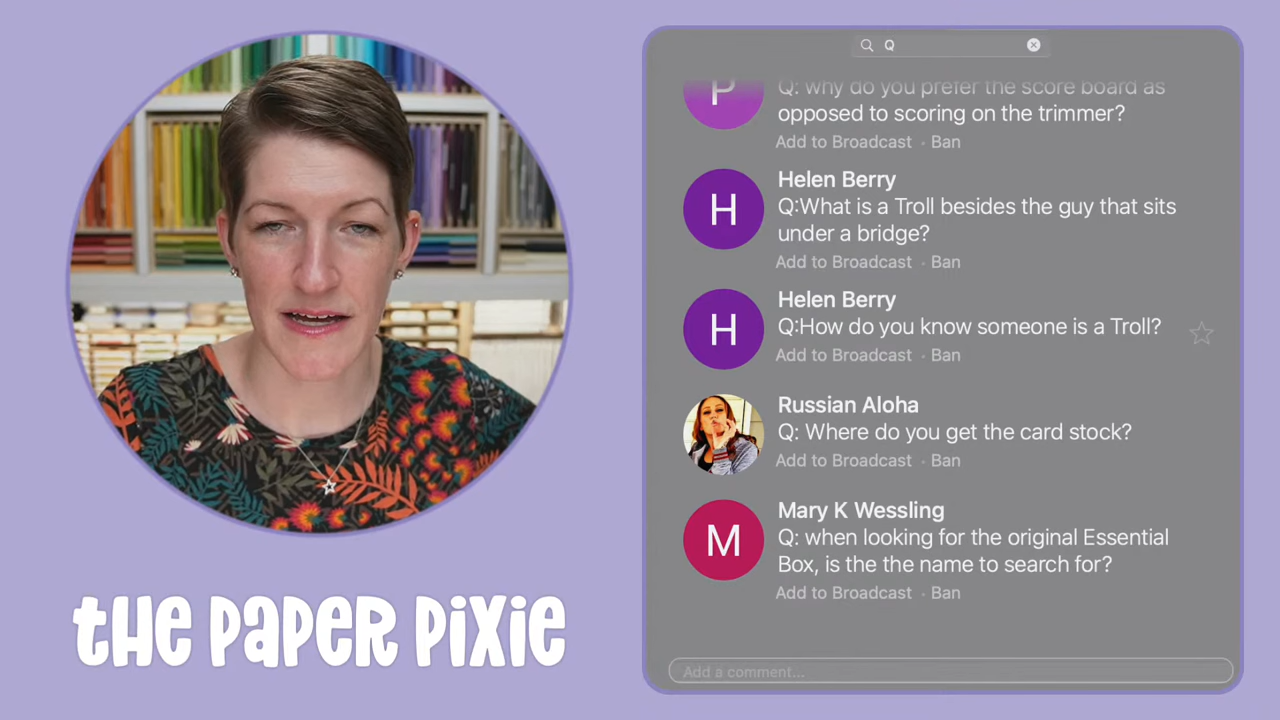 Q
P
Q: why do you prefer the score board as
opposed to scoring on the trimmer?
Add to Broadcast · Ban
H
Helen Berry
Q:What is a Troll besides the guy that sits
under a bridge?
Add to Broadcast · Ban
H
Helen Berry
Q:How do you know someone is a Troll?
Add to Broadcast · Ban
Russian Aloha
Q: Where do you get the card stock?
Add to Broadcast · Ban
M
Mary K Wessling
Q: when looking for the original Essential
Box, is the the name to search for?
Add to Broadcast · Ban
Add a comment...
the paper pixie